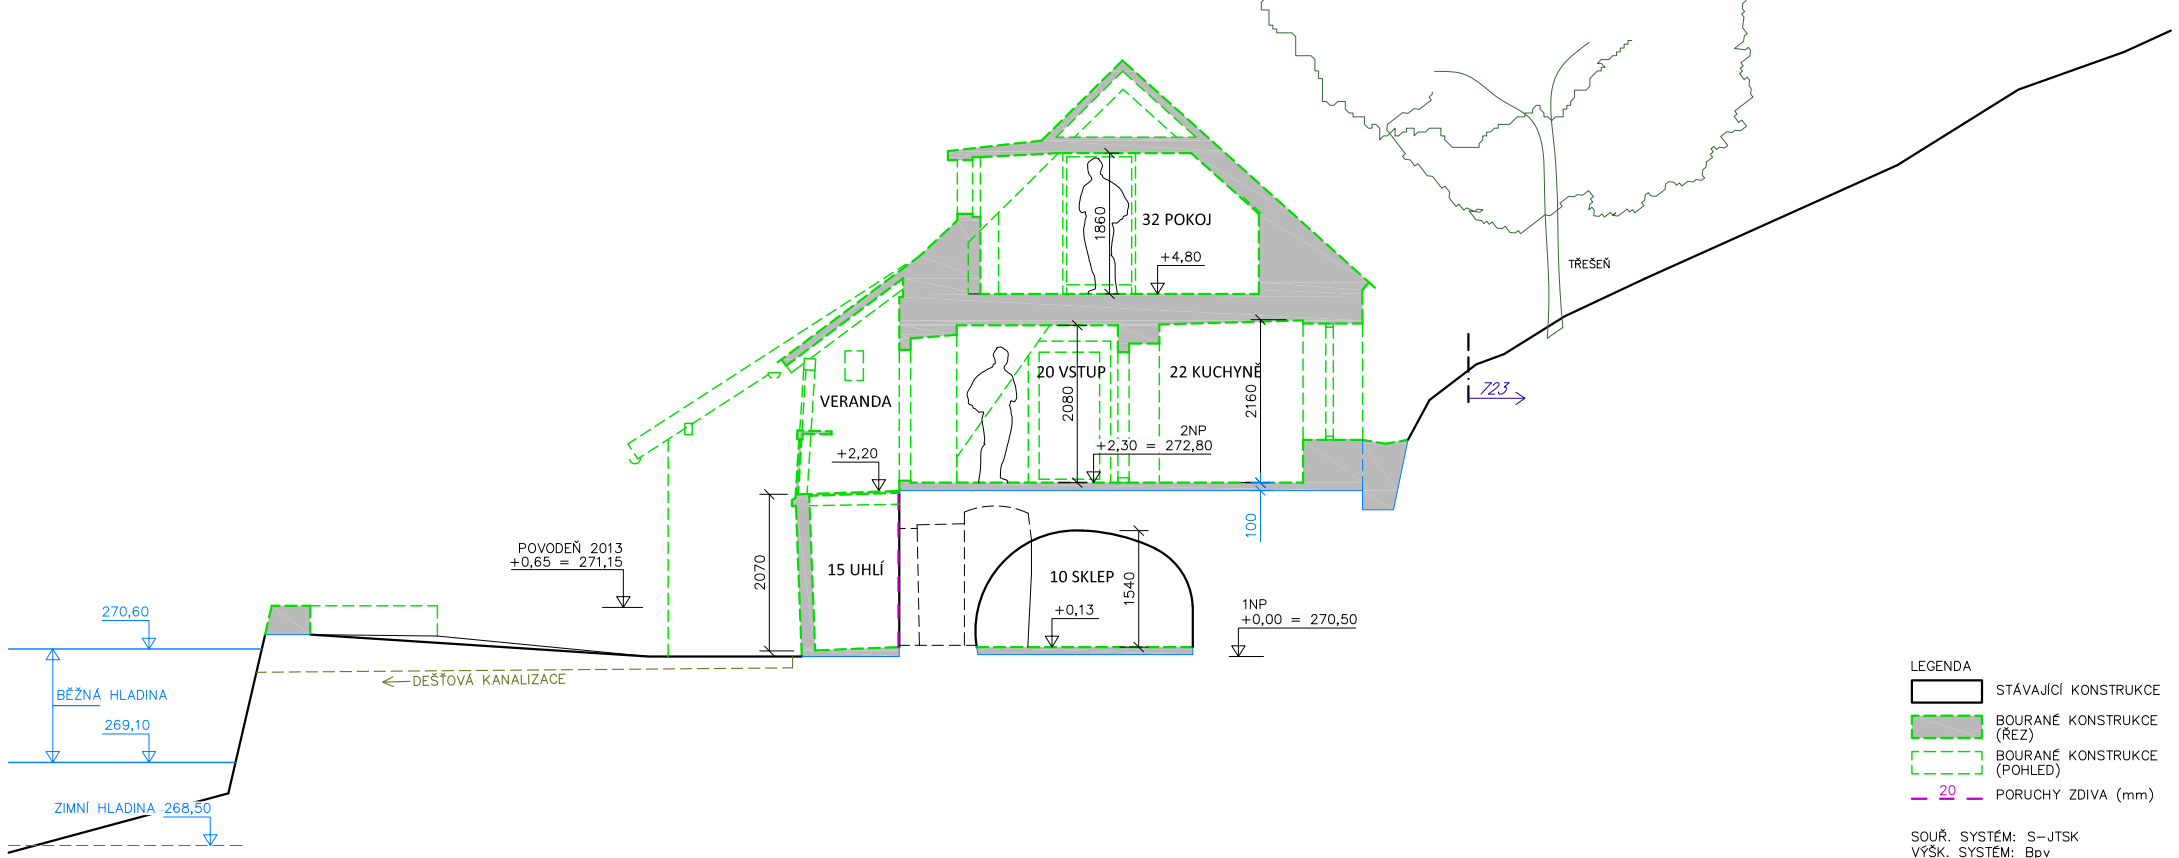 32 POKOJ
1860
+4,80
TŘEŠEŇ
723
20 VSTUP
22 KUCHYNĚ
VERANDA
2080
2160
2NP
+2,30 = 272,80
+2,20
100
POVODEŇ 2013
+0,65 = 271,15
2070
15 UHLÍ
10 SKLEP
1540
+0,13
1NP
+0,00 = 270,50
270,60
DEŠŤOVÁ KANALIZACE
BĚŽNÁ HLADINA
269,10
ZIMNÍ HLADINA 268,50
LEGENDA
STÁVAJÍCÍ KONSTRUKCE
BOURANÉ KONSTRUKCE
(ŘEZ)
BOURANÉ KONSTRUKCE
(POHLED)
20 PORUCHY ZDIVA (mm)
SOUŘ. SYSTÉM: S-JTSK
VÝŠK. SYSTÉM: Bpv